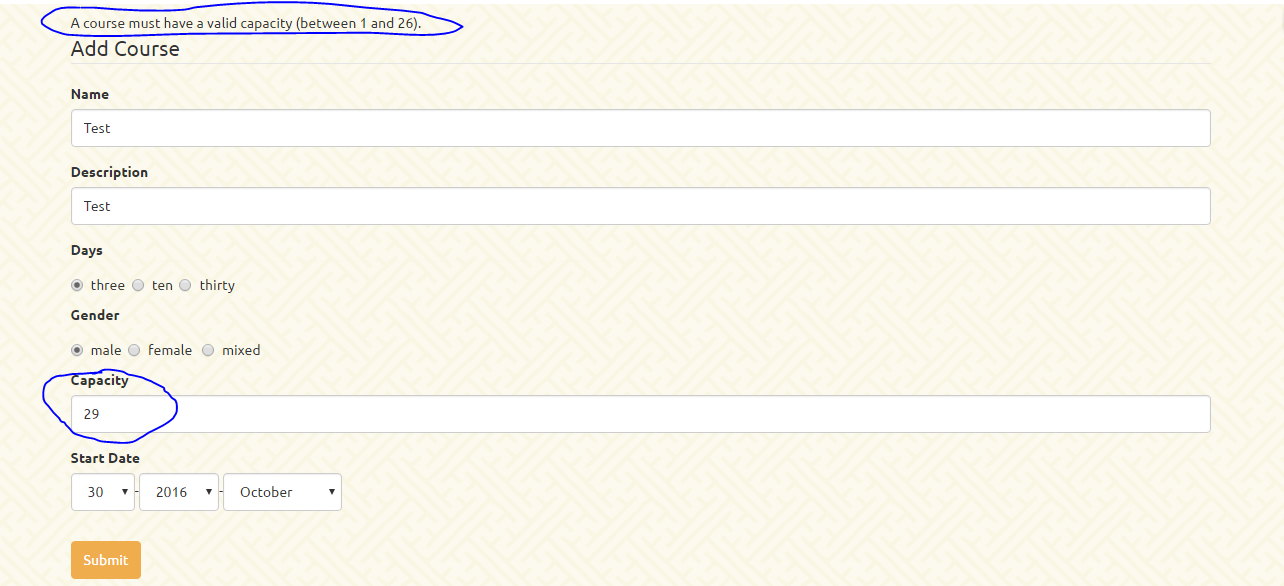 A course must have a valid capacity (between 1 and 26).
Add Course
Name
Test
Description
Test
Days
three ten thirty
Gender
male female mixed
Capacity
29
Start Date
30 - 2016 - October
Submit